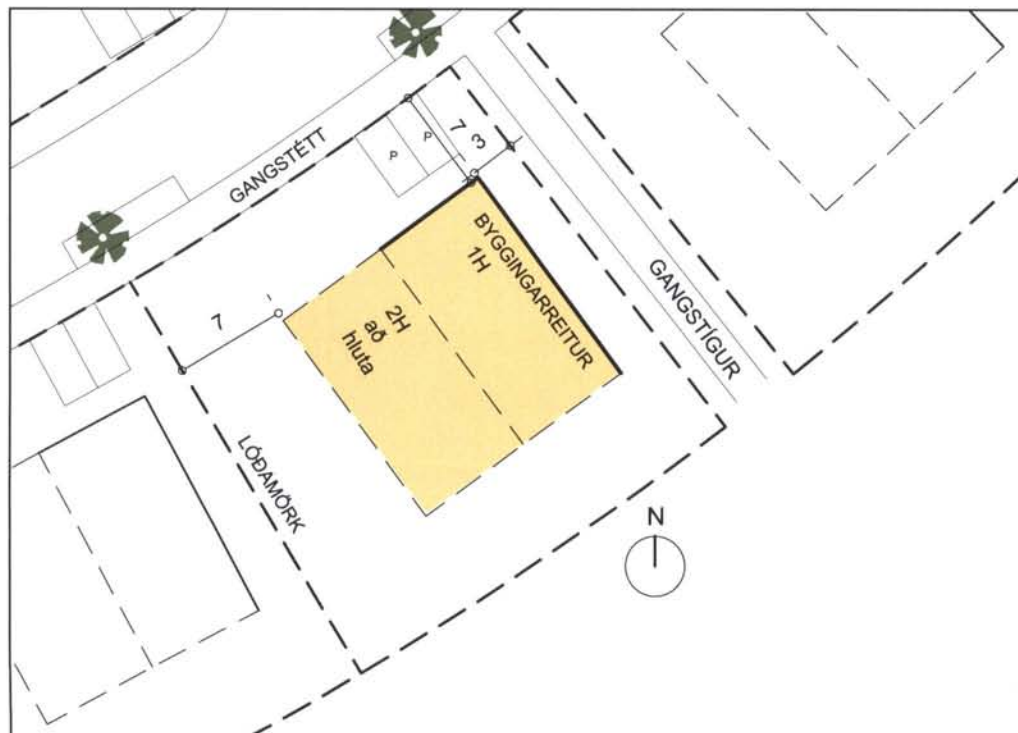 GANGSTÉTT
P
P
7
3
BYGGINGARREITUR
1H
GANGSTÍGUR
7
2H
að
hluta
LÓÐAMÖRK
N